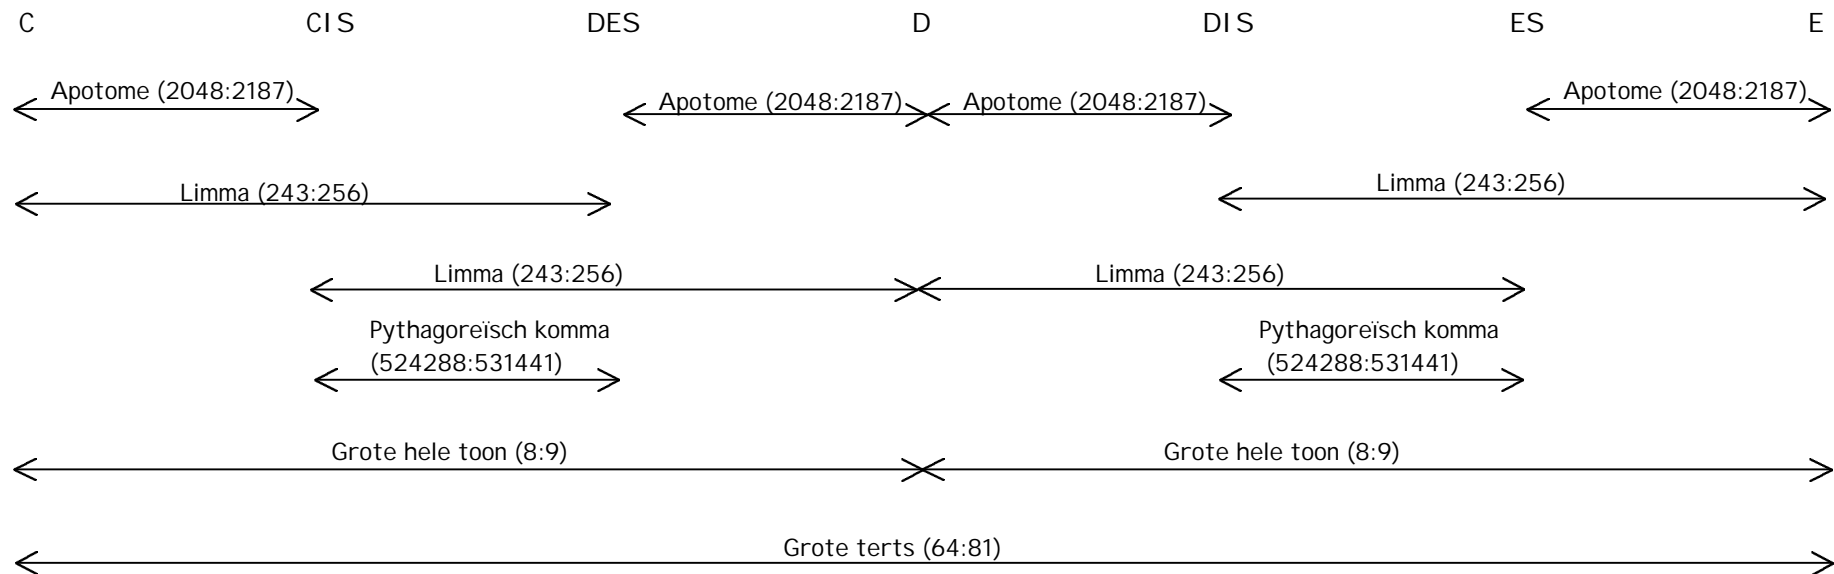 C CIS DES D DIS ES E
Apotome (2048:2187) Apotome (2048:2187) Apotome (2048:2187) Apotome (2048:2187)
Limma (243:256) Limma (243:256)
Limma (243:256) Limma (243:256)
Pythagoreïsch komma Pythagoreïsch komma
(524288:531441) (524288:531441)
Grote hele toon (8:9) Grote hele toon (8:9)
Grote terts (64:81)